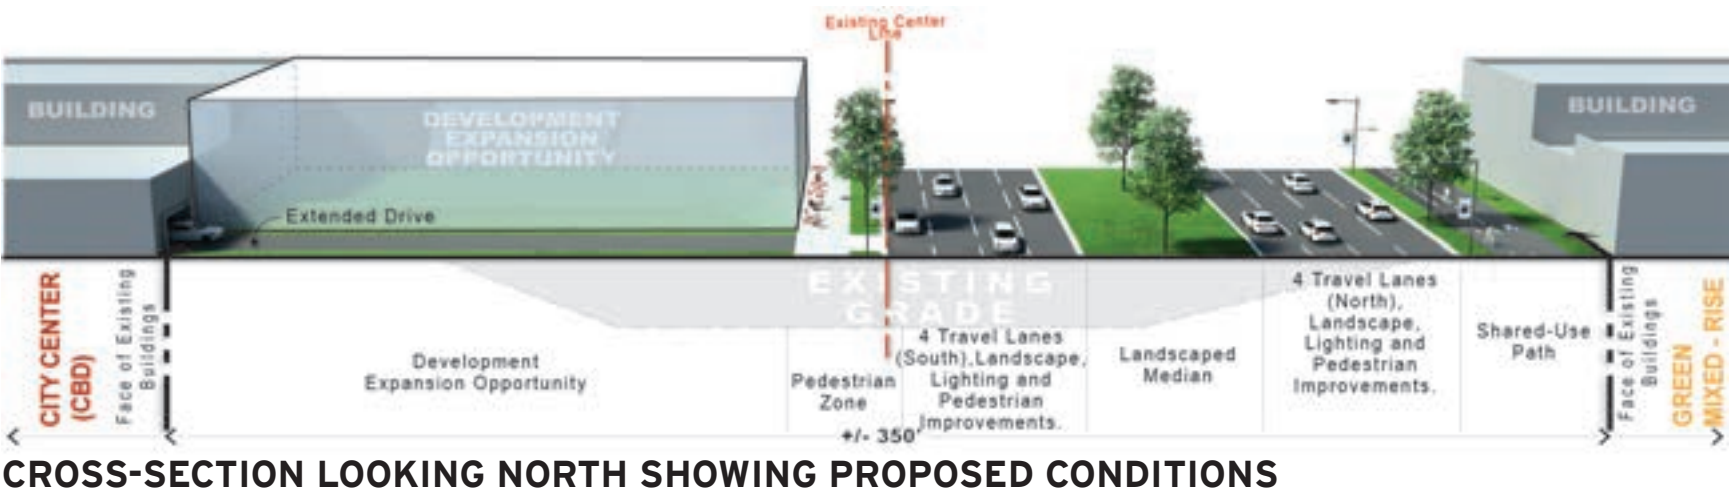 Existing Center
Line
BUILDING
DEVELOPMENT
EXPANSION
OPPORTUNITY
BUILDING
Extended Drive
EXISTING
GRADE
CITY CENTER
(CBD)
Face of Existing
Buildings
Development
Expansion Opportunity
Pedestrian
Zone
4 Travel Lanes
(South),Landscape,
Lighting and
Pedestrian
Improvements.
Landscaped
Median
4 Travel Lanes
(North),
Landscape,
Lighting and
Pedestrian
Improvements.
Shared-Use
Path
Face of Existing
Buildings
GREEN
MIXED - RISE
+/- 350'
CROSS-SECTION LOOKING NORTH SHOWING PROPOSED CONDITIONS